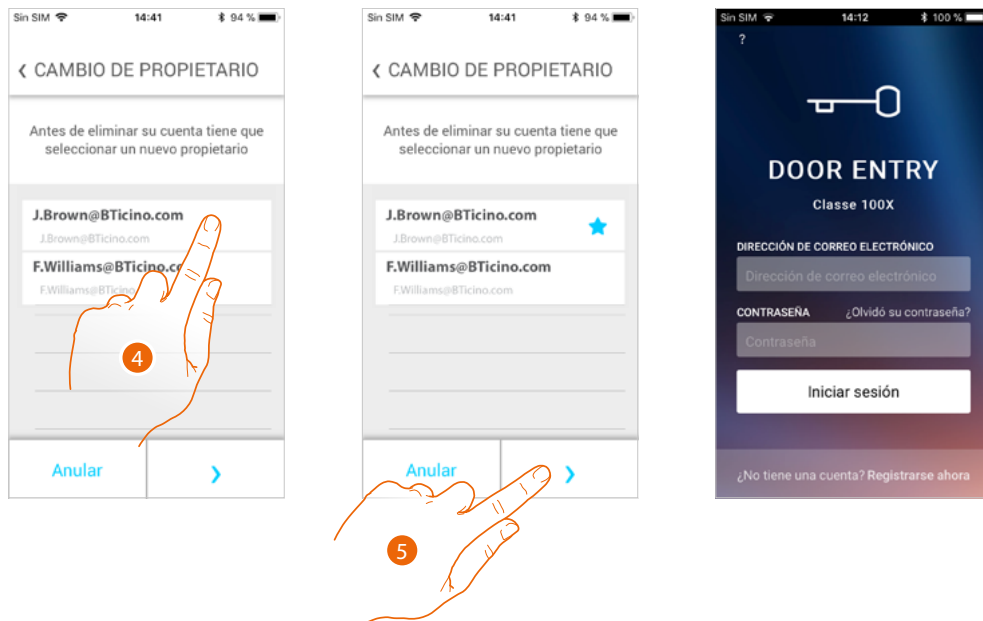 Sin SIM 14:41 94 %
CAMBIO DE PROPIETARIO
Antes de eliminar su cuenta tiene que
seleccionar un nuevo propietario
J.Brown@BTicino.com
J.Brown@BTicino.com
F.Williams@BTicino.co
F.Williams@BTicino
4
Anular
Sin SIM 14:41 94 %
CAMBIO DE PROPIETARIO
Antes de eliminar su cuenta tiene que
seleccionar un nuevo propietario
J.Brown@BTicino.com
J.Brown@BTicino.com
F.Williams@BTicino.com
F.Williams@BTicino.com
Anular
5
Sin SIM 14:12 100 %
?
DOOR ENTRY
Classe 100X
DIRECCIÓN DE CORREO ELECTRÓNICO
Dirección de correo electrónico
CONTRASEÑA ¿Olvidó su contraseña?
Contraseña
Iniciar sesión
¿No tiene una cuenta? Registrarse ahora